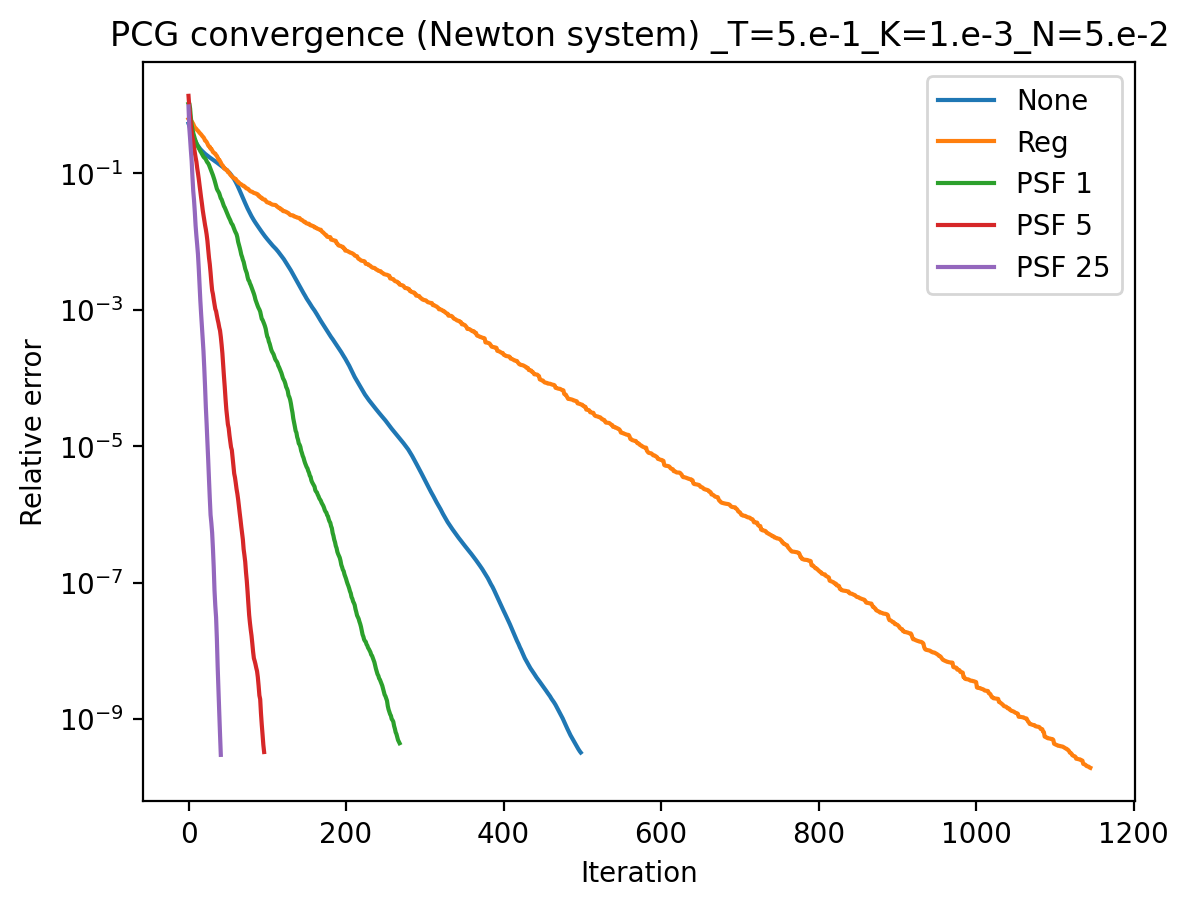 PCG convergence (Newton system) _T=5.e-1_K=1.e-3_N=5.e-2
None
Reg
PSF 1
PSF 5
PSF 25
Relative error
10⁻¹
10⁻³
10⁻⁵
10⁻⁷
10⁻⁹
0 200 400 600 800 1000 1200
Iteration